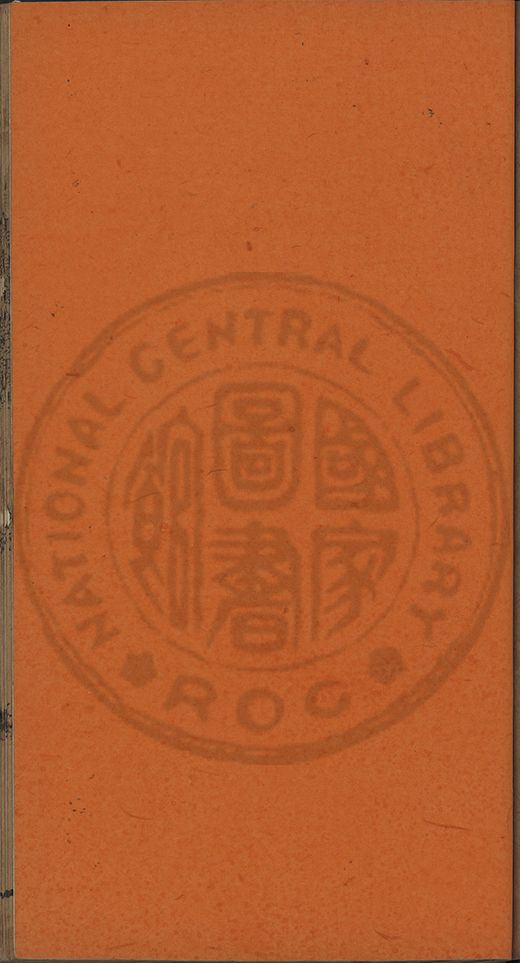 NATIONAL CENTRAL LIBRARY
國家
圖書
館
ROC